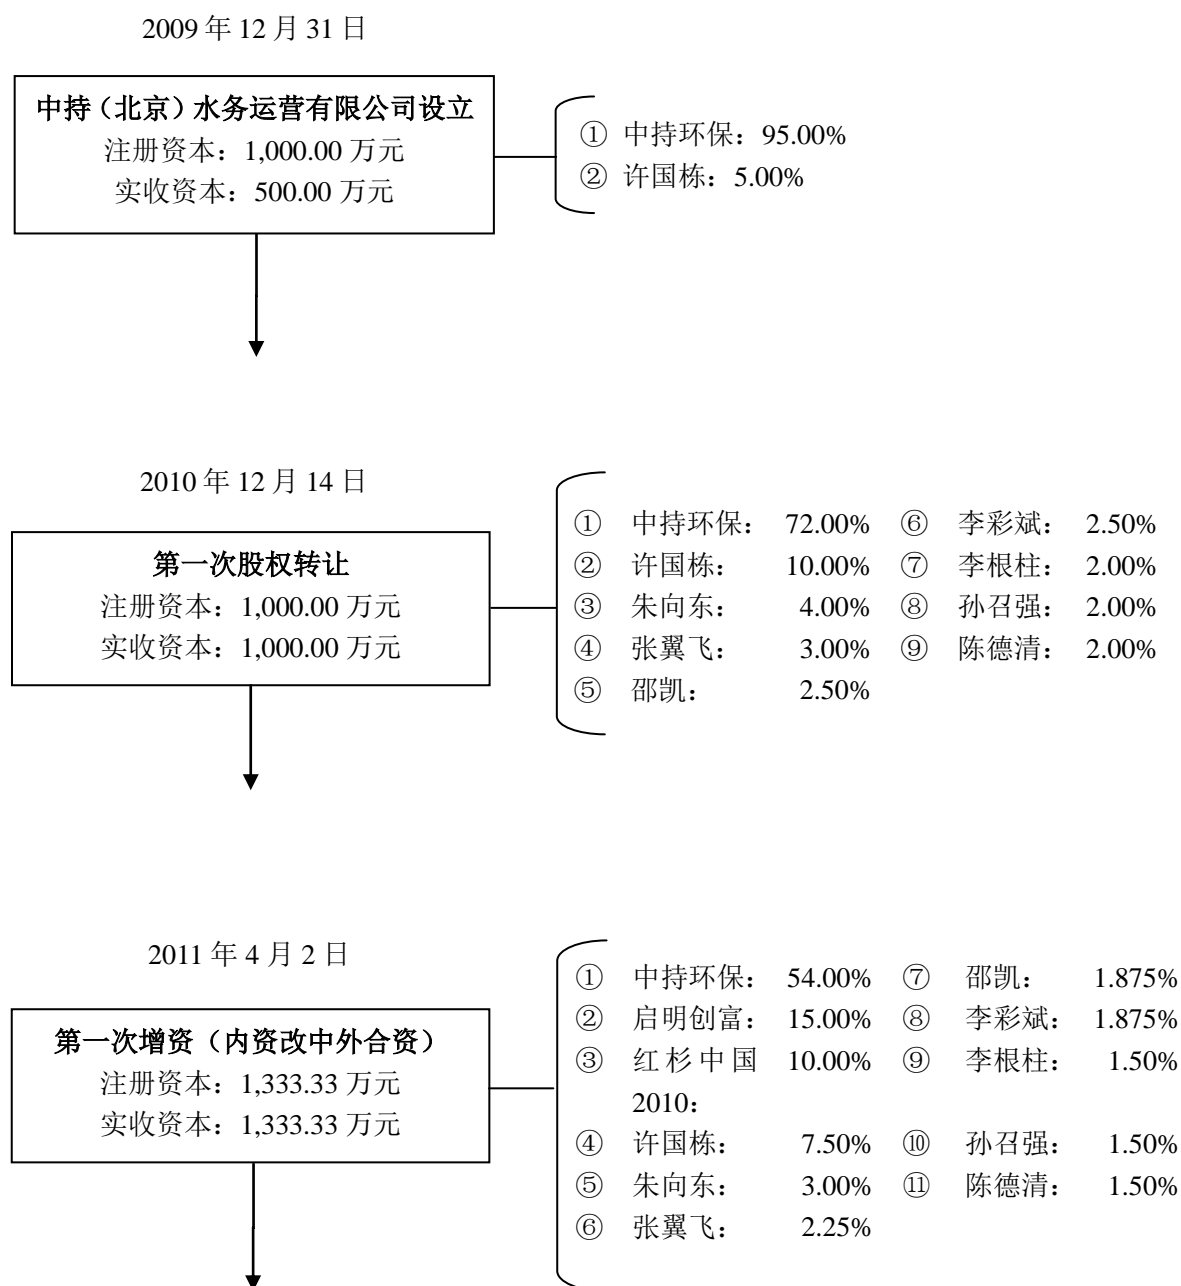 2009 年 12 月 31 日
中持（北京）水务运营有限公司设立
注册资本：1,000.00 万元
实收资本：500.00 万元
① 中持环保：95.00%
② 许国栋：5.00%
2010 年 12 月 14 日
第一次股权转让
注册资本：1,000.00 万元
实收资本：1,000.00 万元
① 中持环保： 72.00% ⑥ 李彩斌： 2.50%
② 许国栋： 10.00% ⑦ 李根柱： 2.00%
③ 朱向东： 4.00% ⑧ 孙召强： 2.00%
④ 张翼飞： 3.00% ⑨ 陈德清： 2.00%
⑤ 邵凯： 2.50%
2011 年 4 月 2 日
第一次增资（内资改中外合资）
注册资本：1,333.33 万元
实收资本：1,333.33 万元
① 中持环保： 54.00% ⑦ 邵凯： 1.875%
② 启明创富： 15.00% ⑧ 李彩斌： 1.875%
③ 红杉中国 10.00% ⑨ 李根柱： 1.50%
2010：
④ 许国栋： 7.50% ⑩ 孙召强： 1.50%
⑤ 朱向东： 3.00% ⑪ 陈德清： 1.50%
⑥ 张翼飞： 2.25%